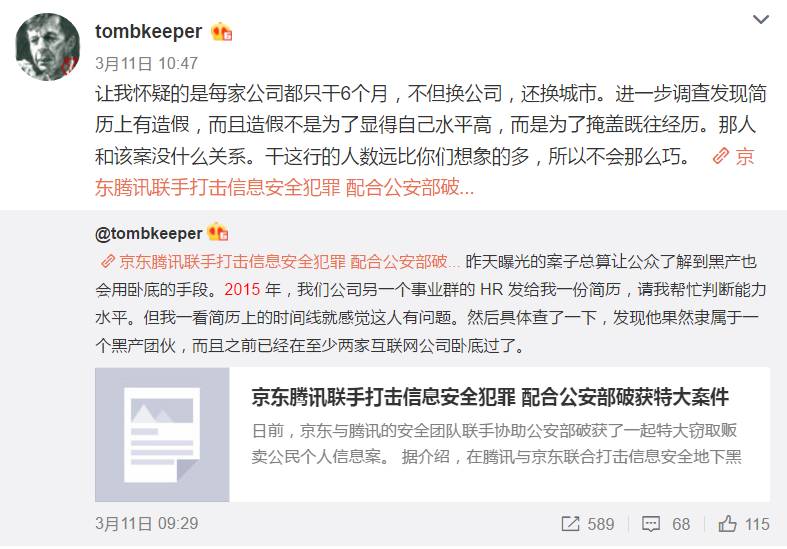 tombkeeper
3月11日 10:47
让我怀疑的是每家公司都只干6个月，不但换公司，还换城市。进一步调查发现简
历上有造假，而且造假不是为了显得自己水平高，而是为了掩盖既往经历。那人
和该案没什么关系。干这行的人数远比你们想象的多，所以不会那么巧。 京
东腾讯联手打击信息安全犯罪 配合公安部破...
@tombkeeper
京东腾讯联手打击信息安全犯罪 配合公安部破... 昨天曝光的案子总算让公众了解到黑产也
会用卧底的手段。2015 年，我们公司另一个事业群的 HR 发给我一份简历，请我帮忙判断能力
水平。但我一看简历上的时间线就感觉这人有问题。然后具体查了一下，发现他果然隶属于一
个黑产团伙，而且之前已经在至少两家互联网公司卧底过了。
京东腾讯联手打击信息安全犯罪 配合公安部破获特大案件
日前，京东与腾讯的安全团队联手协助公安部破获了一起特大窃取贩
卖公民个人信息案。 据介绍，在腾讯与京东联合打击信息安全地下黑
3月11日 09:29
589
68
115